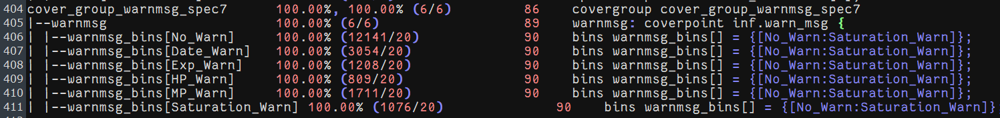 404 cover_group_warnmsg_spec7 100.00%, 100.00% (6/6) 86 covergroup cover_group_warnmsg_spec7
405 |--warnmsg 100.00% (6/6) 89 warnmsg: coverpoint inf.warn_msg {
406 | |--warnmsg_bins[No_Warn] 100.00% (12141/20) 90 bins warnmsg_bins[] = {[No_Warn:Saturation_Warn]};
407 | |--warnmsg_bins[Date_Warn] 100.00% (3054/20) 90 bins warnmsg_bins[] = {[No_Warn:Saturation_Warn]};
408 | |--warnmsg_bins[Exp_Warn] 100.00% (1208/20) 90 bins warnmsg_bins[] = {[No_Warn:Saturation_Warn]};
409 | |--warnmsg_bins[HP_Warn] 100.00% (809/20) 90 bins warnmsg_bins[] = {[No_Warn:Saturation_Warn]};
410 | |--warnmsg_bins[MP_Warn] 100.00% (1711/20) 90 bins warnmsg_bins[] = {[No_Warn:Saturation_Warn]};
411 | |--warnmsg_bins[Saturation_Warn] 100.00% (1076/20) 90 bins warnmsg_bins[] = {[No_Warn:Saturation_Warn]}